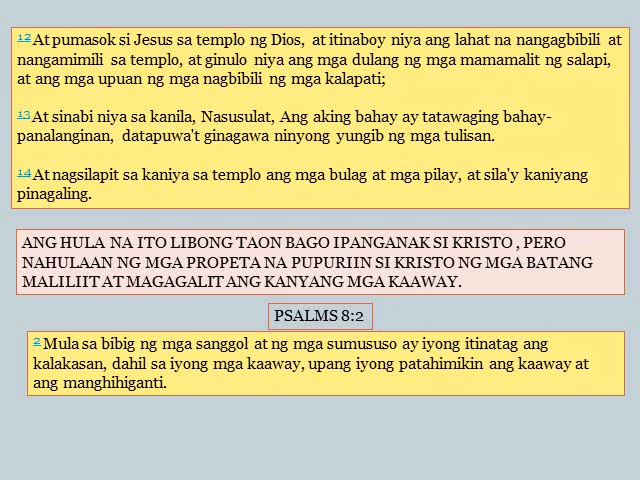 12 At pumasok si Jesus sa templo ng Dios, at itinaboy niya ang lahat na nangagbibili at
nangamimili sa templo, at ginulo niya ang mga dulang ng mga mamamalit ng salapi,
at ang mga upuan ng mga nagbibili ng mga kalapati;
13 At sinabi niya sa kanila, Nasusulat, Ang aking bahay ay tatawaging bahay-
panalanginan, datapuwa't ginagawa ninyong yungib ng mga tulisan.
14 At nagsilapit sa kaniya sa templo ang mga bulag at mga pilay, at sila'y kaniyang
pinagaling.
ANG HULA NA ITO LIBONG TAON BAGO IPANGANAK SI KRISTO , PERO
NAHULAAN NG MGA PROPETA NA PUPURIIN SI KRISTO NG MGA BATANG
MALILIIT AT MAGAGALIT ANG KANYANG MGA KAAWAY.
PSALMS 8:2
2 Mula sa bibig ng mga sanggol at ng mga sumususo ay iyong itinatag ang
kalakasan, dahil sa iyong mga kaaway, upang iyong patahimikin ang kaaway at
ang manghihiganti.